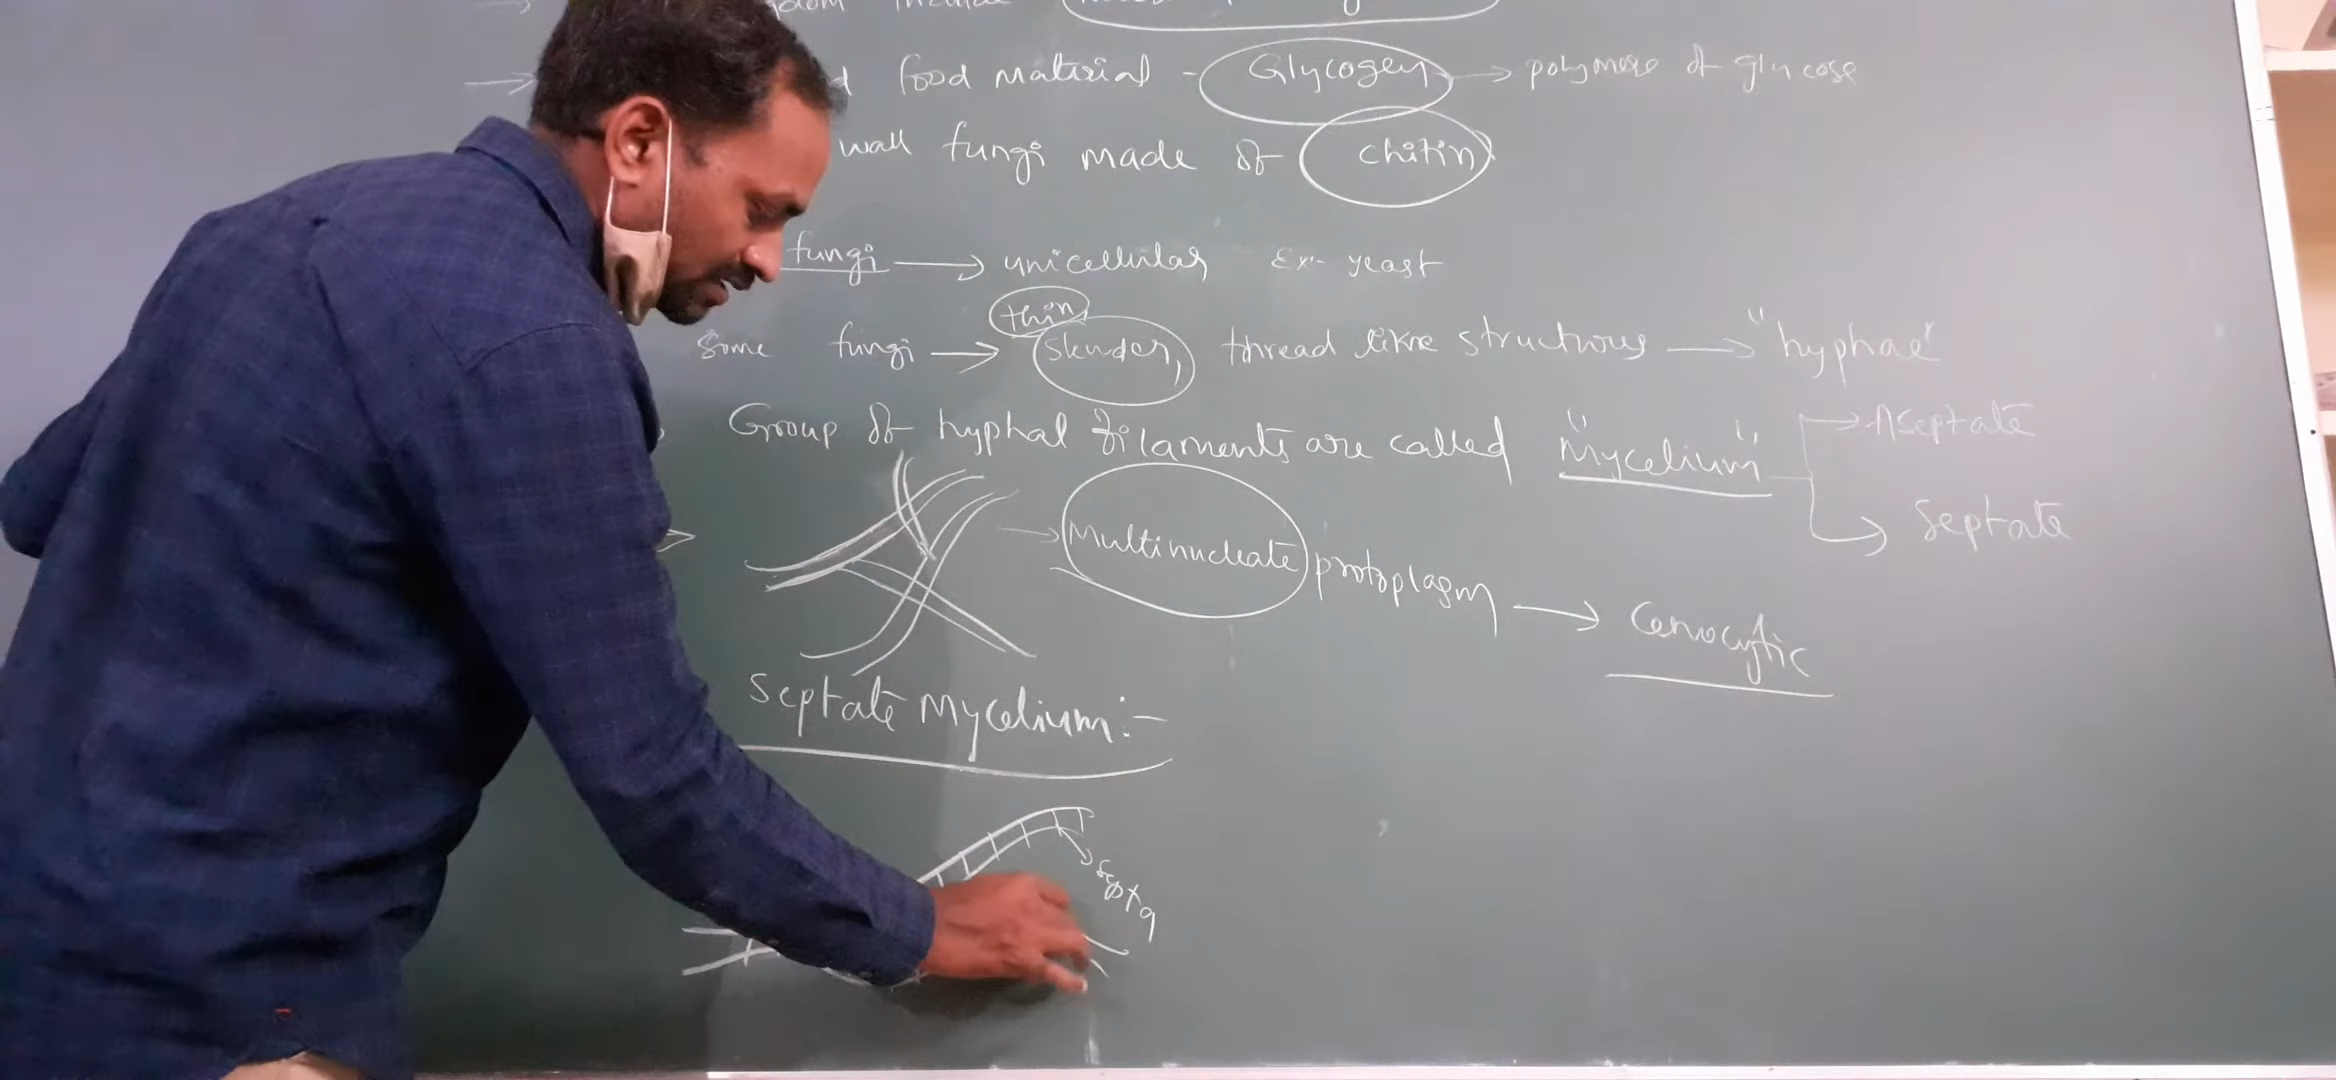 food material - Glycogen → polymers of glucose
wall fungi made of chitin
fungi → unicellular Ex:- yeast
thin
Some fungi → slender, thread like structures → "hyphae"
Group of hyphal filaments are called "Mycelium"
→ Aseptate
→ Septate
→ Multinucleate protoplasm → Cenocytic
Septate Mycelium:-
septa